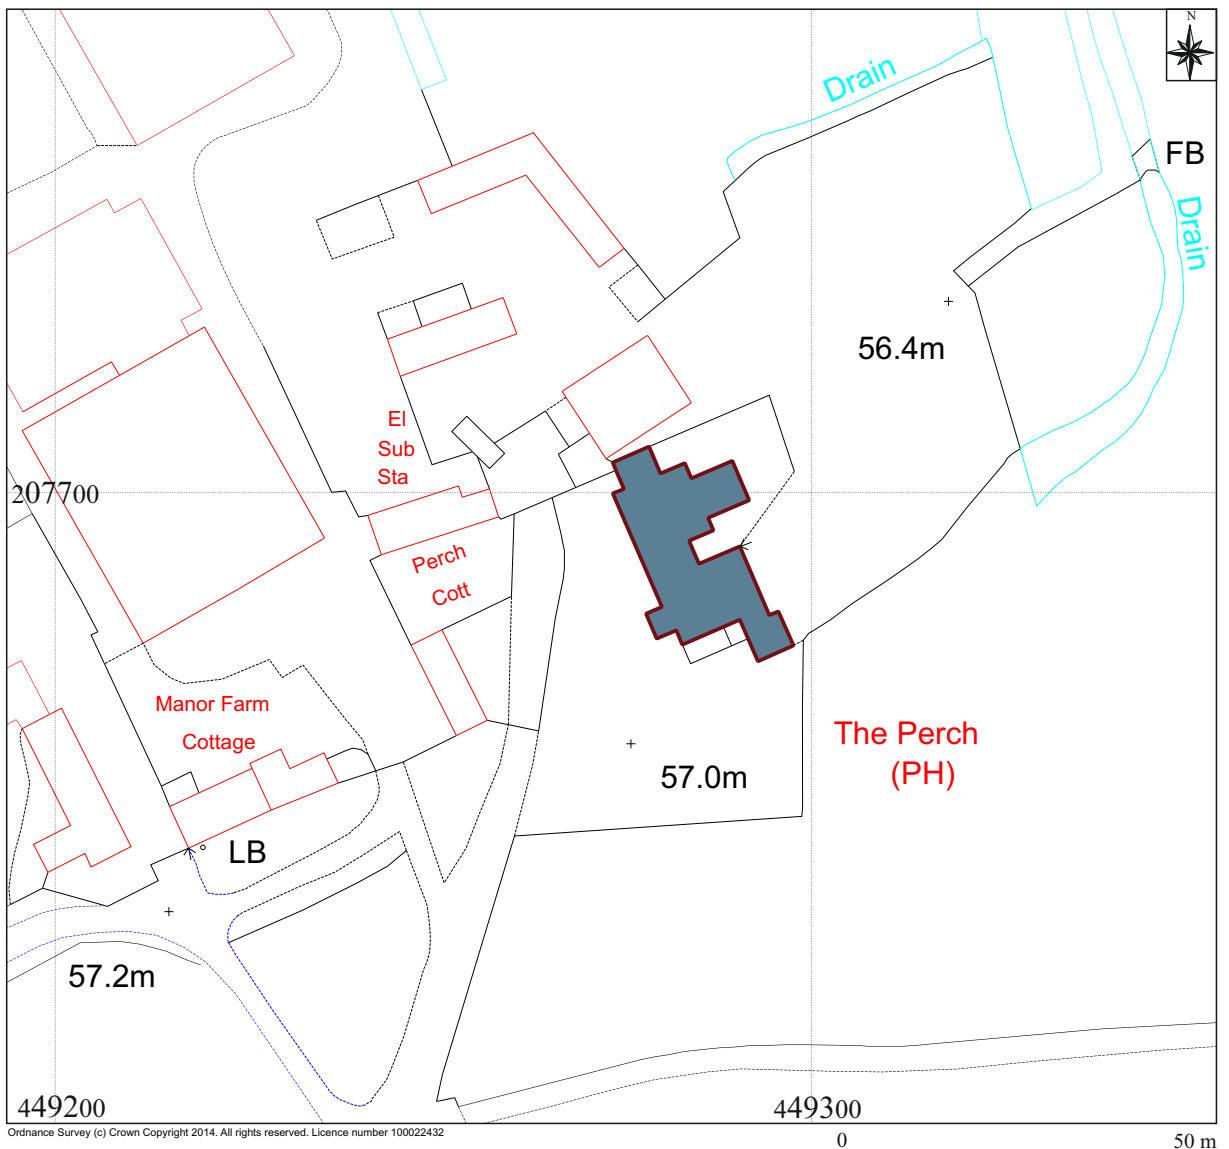 N
Drain
FB
Drain
56.4m
El
Sub
Sta
207700
Perch
Cott
Manor Farm
Cottage
The Perch
(PH)
57.0m
LB
57.2m
449200
449300
Ordnance Survey (c) Crown Copyright 2014. All rights reserved. Licence number 100022432
0
50 m